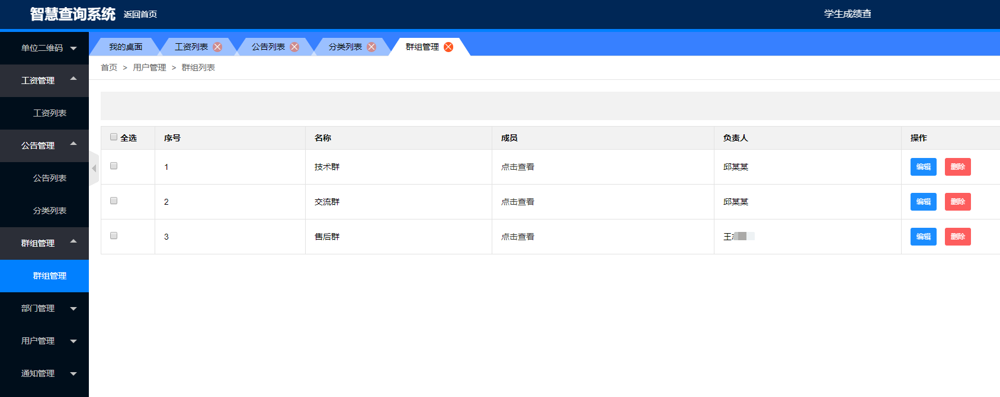 智慧查询系统 返回首页 学生成绩查
单位二维码
工资管理
工资列表
公告管理
公告列表
分类列表
群组管理
群组管理
部门管理
用户管理
通知管理
我的桌面 工资列表 公告列表 分类列表 群组管理
首页 > 用户管理 > 群组列表
全选 序号 名称 成员 负责人 操作
1 技术群 点击查看 邱某某 编辑 删除
2 交流群 点击查看 邱某某 编辑 删除
3 售后群 点击查看 王 编辑 删除